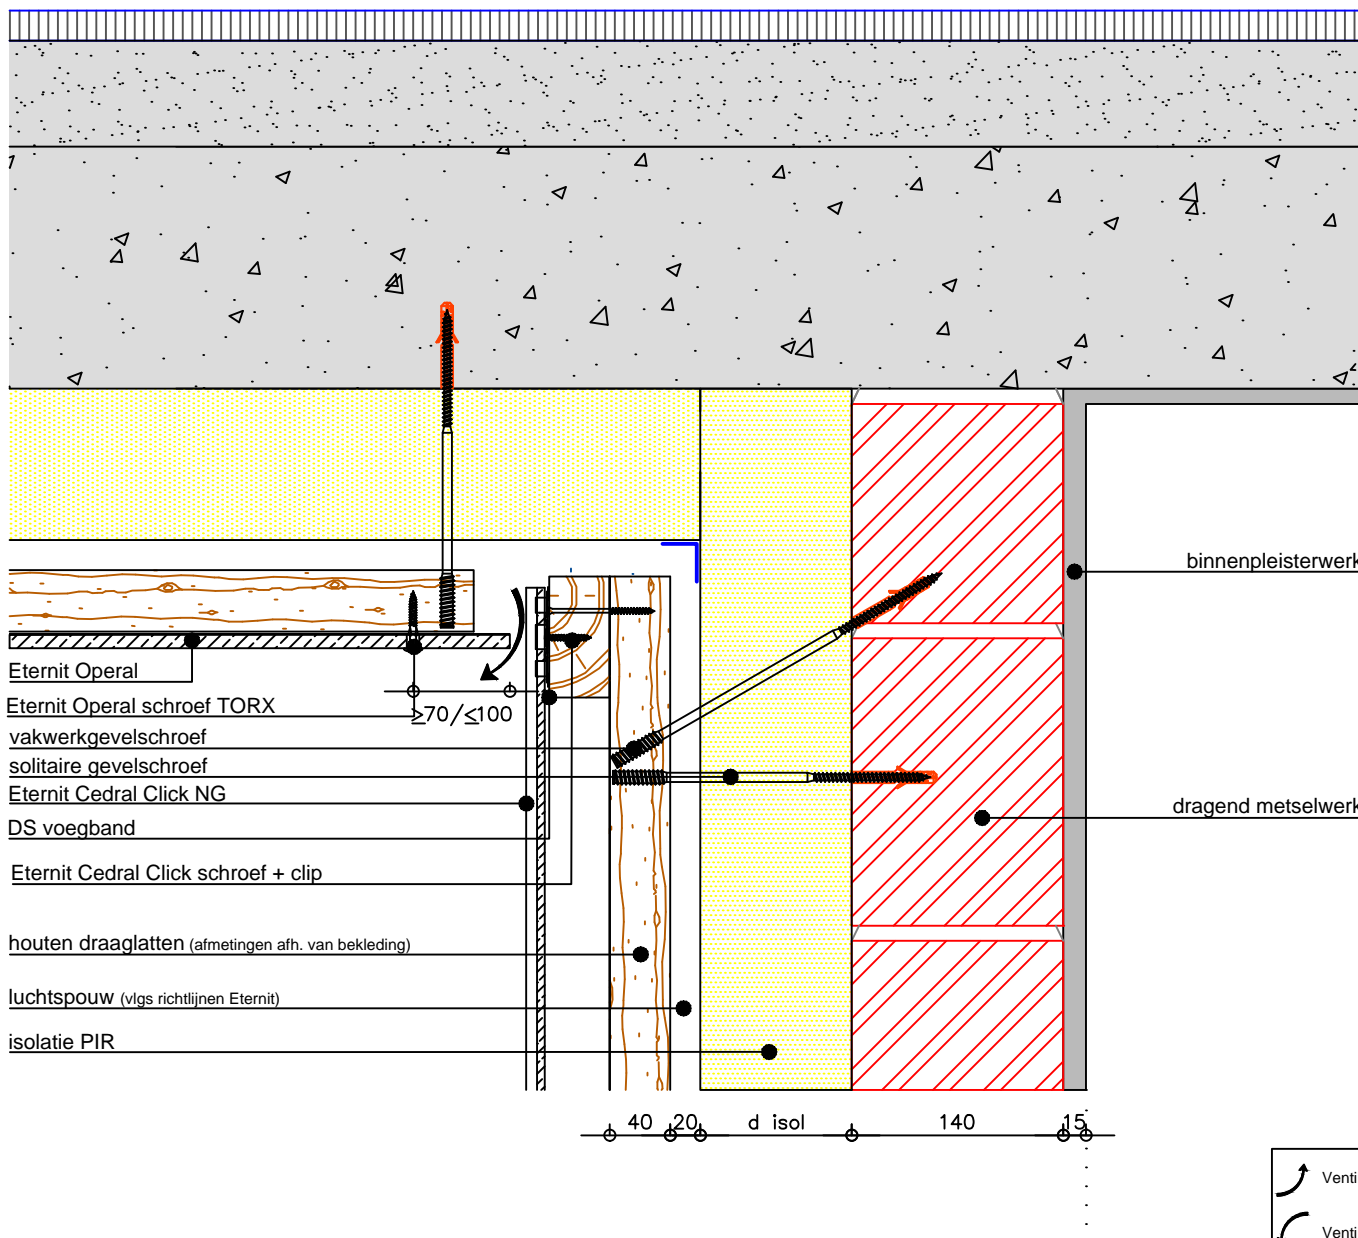 binnenpleisterwerk
Eternit Operal
Eternit Operal schroef TORX
≥70/≤100
vakwerkgevelschroef
solitaire gevelschroef
Eternit Cedral Click NG
DS voegband
dragend metselwerk
Eternit Cedral Click schroef + clip
houten draaglatten (afmetingen afh. van bekleding)
luchtspouw (vlgs richtlijnen Eternit)
isolatie PIR
40 20 d isol 140 15
Venti
Venti